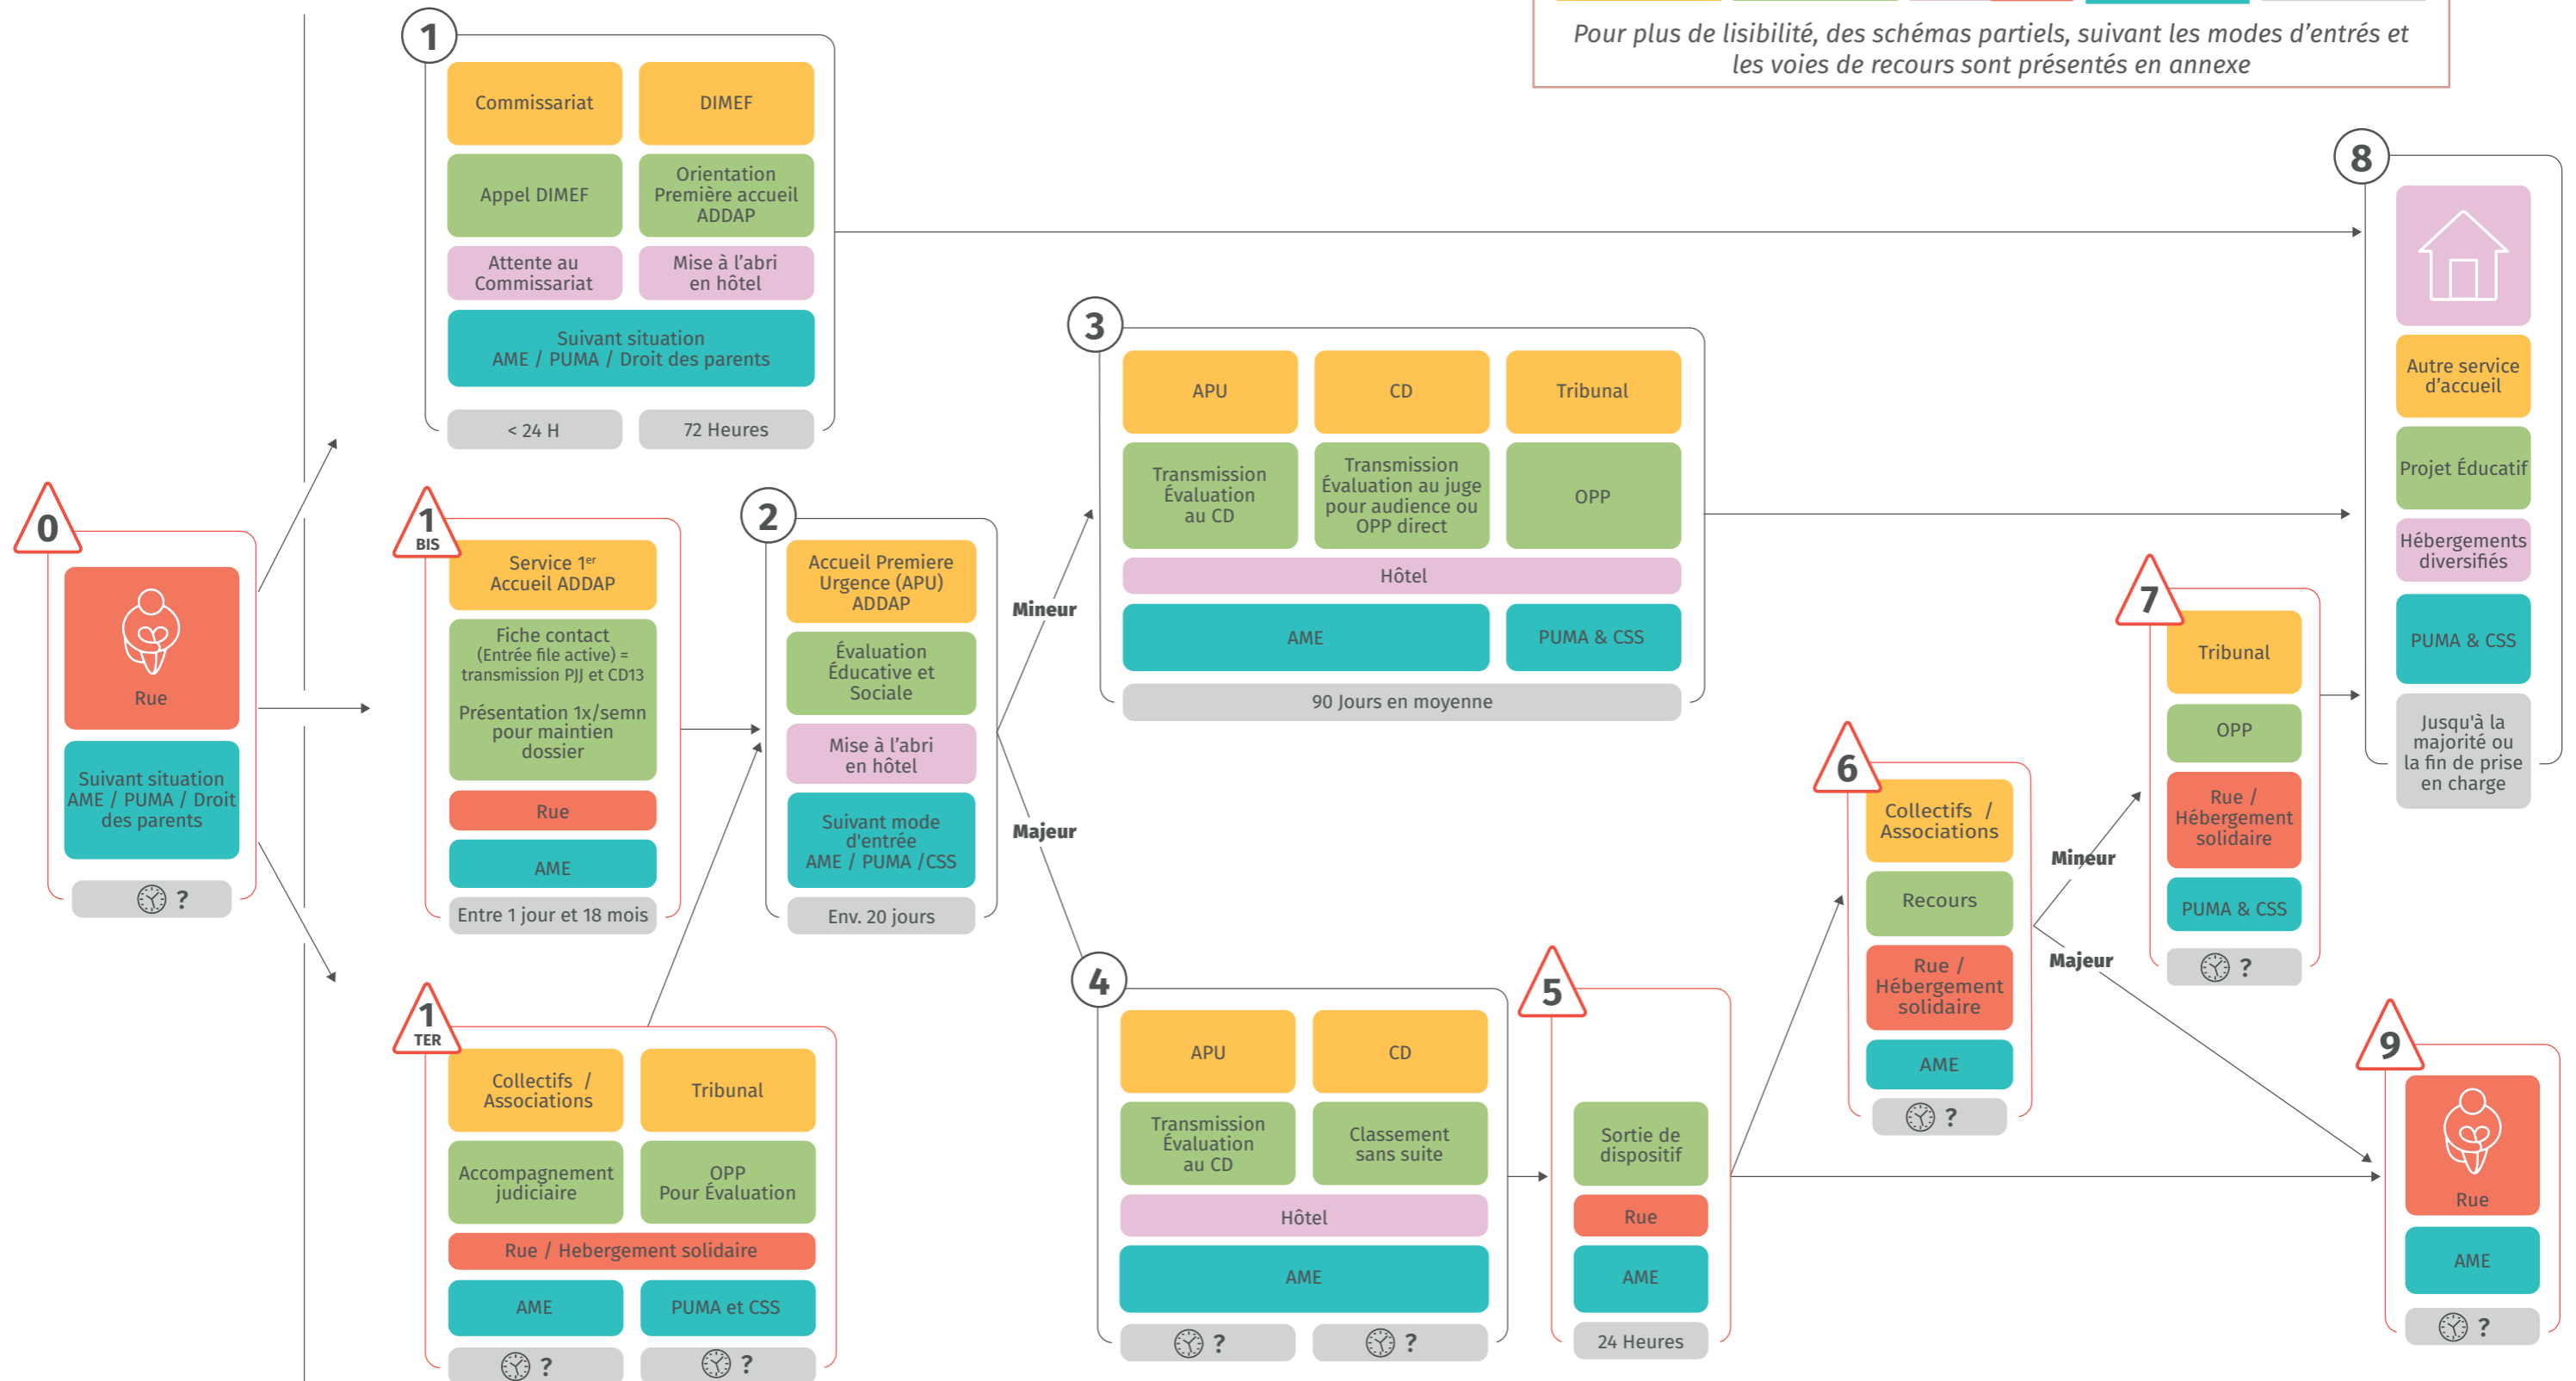 Pour plus de lisibilité, des schémas partiels, suivant les modes d'entrés et
les voies de recours sont présentés en annexe
0
Rue
Suivant situation
AME / PUMA / Droit
des parents
?
1
Commissariat
DIMEF
Appel DIMEF
Orientation
Première accueil
ADDAP
Attente au
Commissariat
Mise à l'abri
en hôtel
Suivant situation
AME / PUMA / Droit des parents
< 24 H
72 Heures
1
BIS
Service 1er
Accueil ADDAP
Fiche contact
(Entrée file active) =
transmission PJJ et CD13
Présentation 1x/semn
pour maintien
dossier
Rue
AME
Entre 1 jour et 18 mois
1
TER
Collectifs /
Associations
Tribunal
Accompagnement
judiciaire
OPP
Pour Évaluation
Rue / Hebergement solidaire
AME
PUMA et CSS
?
?
2
Accueil Premiere
Urgence (APU)
ADDAP
Évaluation
Éducative et
Sociale
Mise à l'abri
en hôtel
Suivant mode
d'entrée
AME / PUMA /CSS
Env. 20 jours
Mineur
Majeur
3
APU
CD
Tribunal
Transmission
Évaluation
au CD
Transmission
Évaluation au juge
pour audience ou
OPP direct
OPP
Hôtel
AME
PUMA & CSS
90 Jours en moyenne
4
APU
CD
Transmission
Évaluation
au CD
Classement
sans suite
Hôtel
AME
?
?
5
Sortie de
dispositif
Rue
AME
24 Heures
6
Collectifs /
Associations
Recours
Rue /
Hébergement
solidaire
AME
?
Mineur
Majeur
7
Tribunal
OPP
Rue /
Hébergement
solidaire
PUMA & CSS
?
8
Autre service
d'accueil
Projet Éducatif
Hébergements
diversifiés
PUMA & CSS
Jusqu'à la
majorité ou
la fin de prise
en charge
9
Rue
AME
?